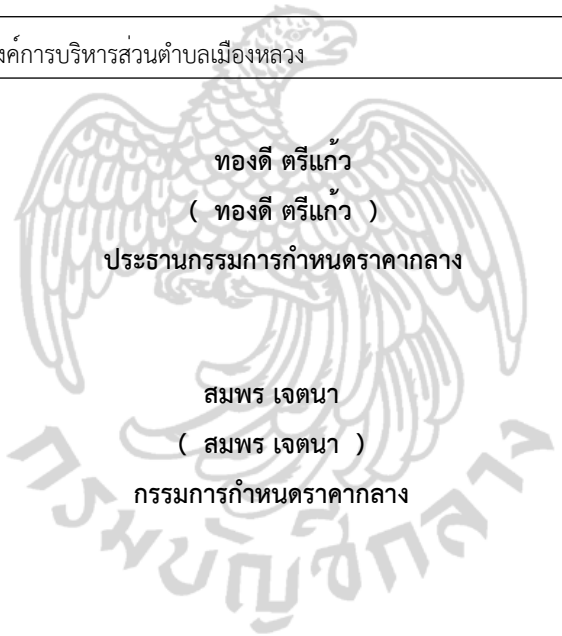 งค์การบริหารส่วนตำบลเมืองหลวง
ทองดี ตรีแก้ว
( ทองดี ตรีแก้ว )
ประธานกรรมการกำหนดราคากลาง
สมพร เจตนา
( สมพร เจตนา )
กรรมการกำหนดราคากลาง
กรมบัญชีกลาง